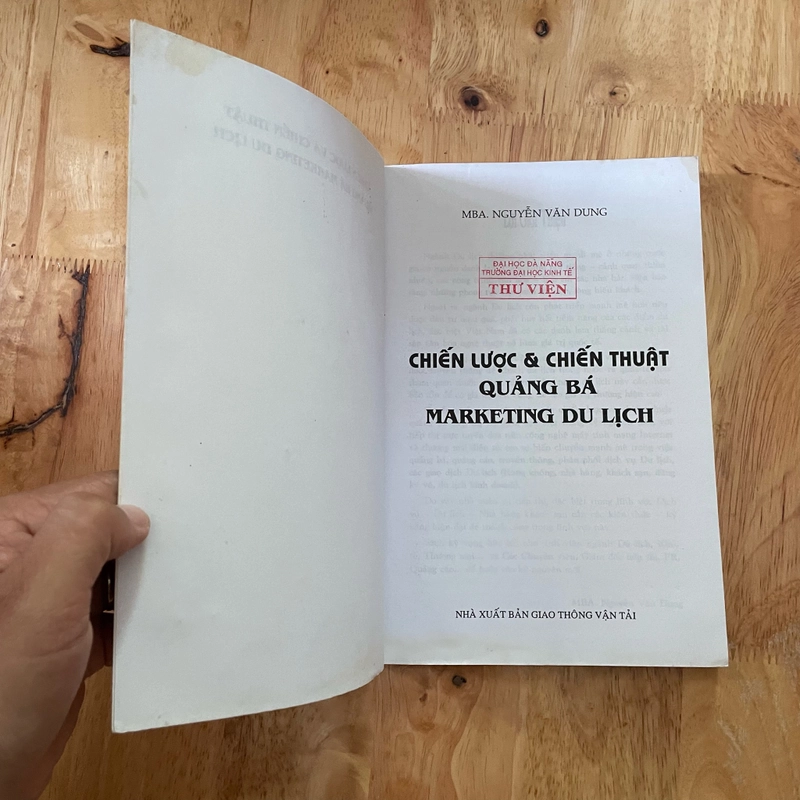 MBA. NGUYỄN VĂN DUNG
ĐẠI HỌC ĐÀ NẴNG
TRƯỜNG ĐẠI HỌC KINH TẾ
THƯ VIỆN
CHIẾN LƯỢC & CHIẾN THUẬT
QUẢNG BÁ
MARKETING DU LỊCH
NHÀ XUẤT BẢN GIAO THÔNG VẬN TẢI